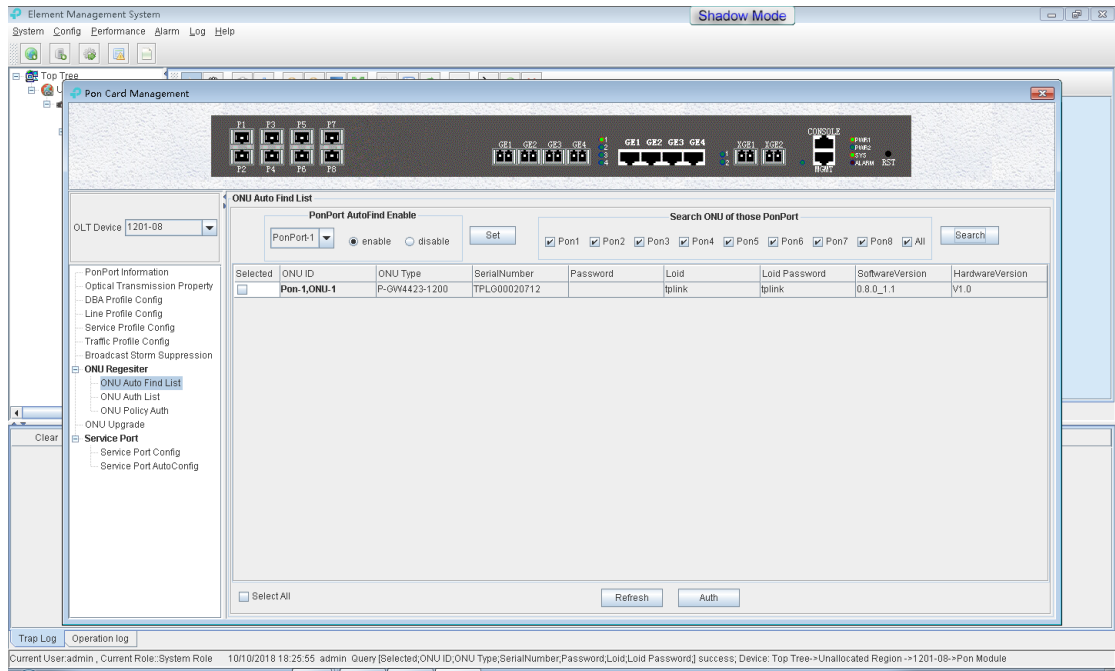 Element Management System
Shadow Mode
System Config Performance Alarm Log Help
Top Tree
Pon Card Management
P1 P3 P5 P7
P2 P4 P6 P8
GE1 GE2 GE3 GE4
1
2
3
4
GE1 GE2 GE3 GE4
1
2
XGE1 XGE2
CONSOLE
MGMT
PWR1
PWR2
SYS
ALARM
RST
OLT Device 1201-08
PonPort Information
Optical Transmission Property
DBA Profile Config
Line Profile Config
Service Profile Config
Traffic Profile Config
Broadcast Storm Suppression
ONU Regesiter
ONU Auto Find List
ONU Auth List
ONU Policy Auth
ONU Upgrade
Service Port
Service Port Config
Service Port AutoConfig
ONU Auto Find List
PonPort AutoFind Enable
PonPort-1 enable disable Set
Search ONU of those PonPort
Pon1 Pon2 Pon3 Pon4 Pon5 Pon6 Pon7 Pon8 All Search
Selected ONU ID ONU Type SerialNumber Password Loid Loid Password SoftwareVersion HardwareVersion
Pon-1,ONU-1 P-GW4423-1200 TPLG00020712 tplink tplink 0.8.0_1.1 V1.0
Select All Refresh Auth
Clear
Trap Log Operation log
Current User:admin , Current Role::System Role 10/10/2018 18:25:55 admin Query [Selected;ONU ID;ONU Type;SerialNumber;Password;Loid;Loid Password;] success; Device: Top Tree->Unallocated Region ->1201-08->Pon Module